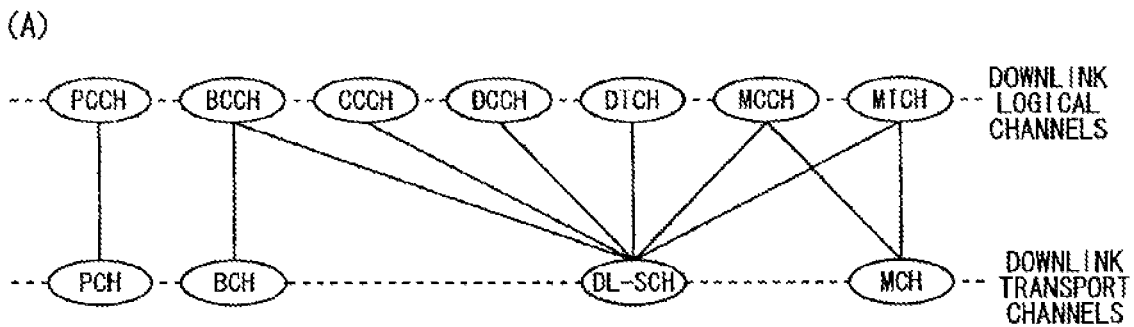 (A)
PCCH BCCH CCCH DCCH DTCH MCCH MTCH
DOWNLINK
LOGICAL
CHANNELS
PCH BCH DL-SCH MCH
DOWNLINK
TRANSPORT
CHANNELS